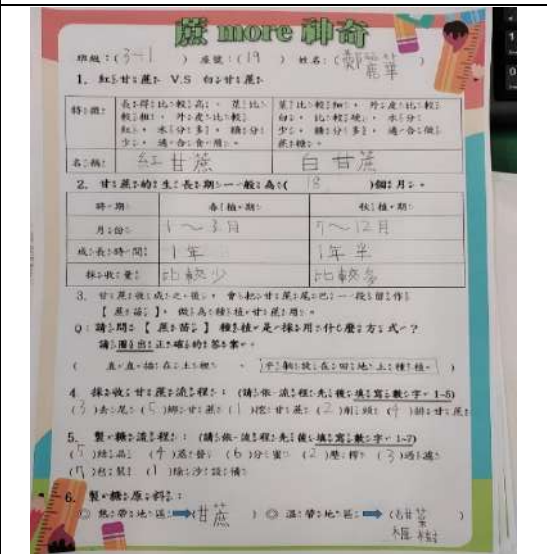 蔗 more 神奇
班級：(3-1) 座號：(19) 姓名：(鄭
1. 紅甘蔗 V.S 白甘蔗
特徵 長得比較高，莖比較粗，外皮比較紅，水分多，糖分少，適合食用。 莖比較細，外皮比較白，比較硬，水分少，糖分多，適合做蔗糖。
名稱 紅甘蔗 白甘蔗
2. 甘蔗的生長期一般為( 18 )個月。
時期 春植期 秋植期
月份 1～3月 7～12月
成長時間 1年 1年半
採收量 比較少 比較多
3. 甘蔗收成之後，會把甘蔗尾巴一段留作
【蔗苗】，做為種植甘蔗用。
Q：請問【蔗苗】種植是採用什麼方式？
請圈出正確的答案。
( 直直插在土裡 、 平躺放在田地上種植 )
4. 採收甘蔗流程：(請依流程先後填寫數字 1~5)
(3)去尾 (5)綁甘蔗 (1)挖甘蔗 (2)削頭 (4)排甘蔗
5. 製糖流程：(請依流程先後填寫數字 1~7)
(5)結晶 (4)蒸發 (6)分蜜 (2)壓榨 (3)過濾
(7)包裝 (1)除沙設備
6. 製糖原料：
◎ 熱帶地區 ➡ (甘蔗 ) ◎ 溫帶地區 ➡ (甜菜 )